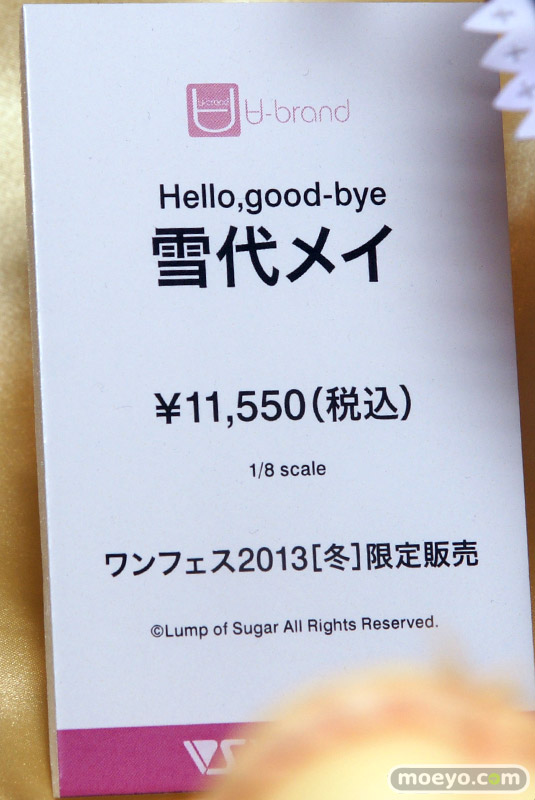 U-brand
U-brand
Hello,good-bye
雪代メイ
¥11,550(税込)
1/8 scale
ワンフェス2013[冬]限定販売
©Lump of Sugar All Rights Reserved.
moeyo.com